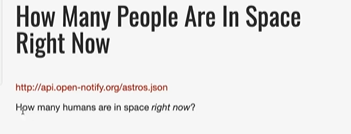 How Many People Are In Space
Right Now
http://api.open-notify.org/astros.json
How many humans are in space right now?